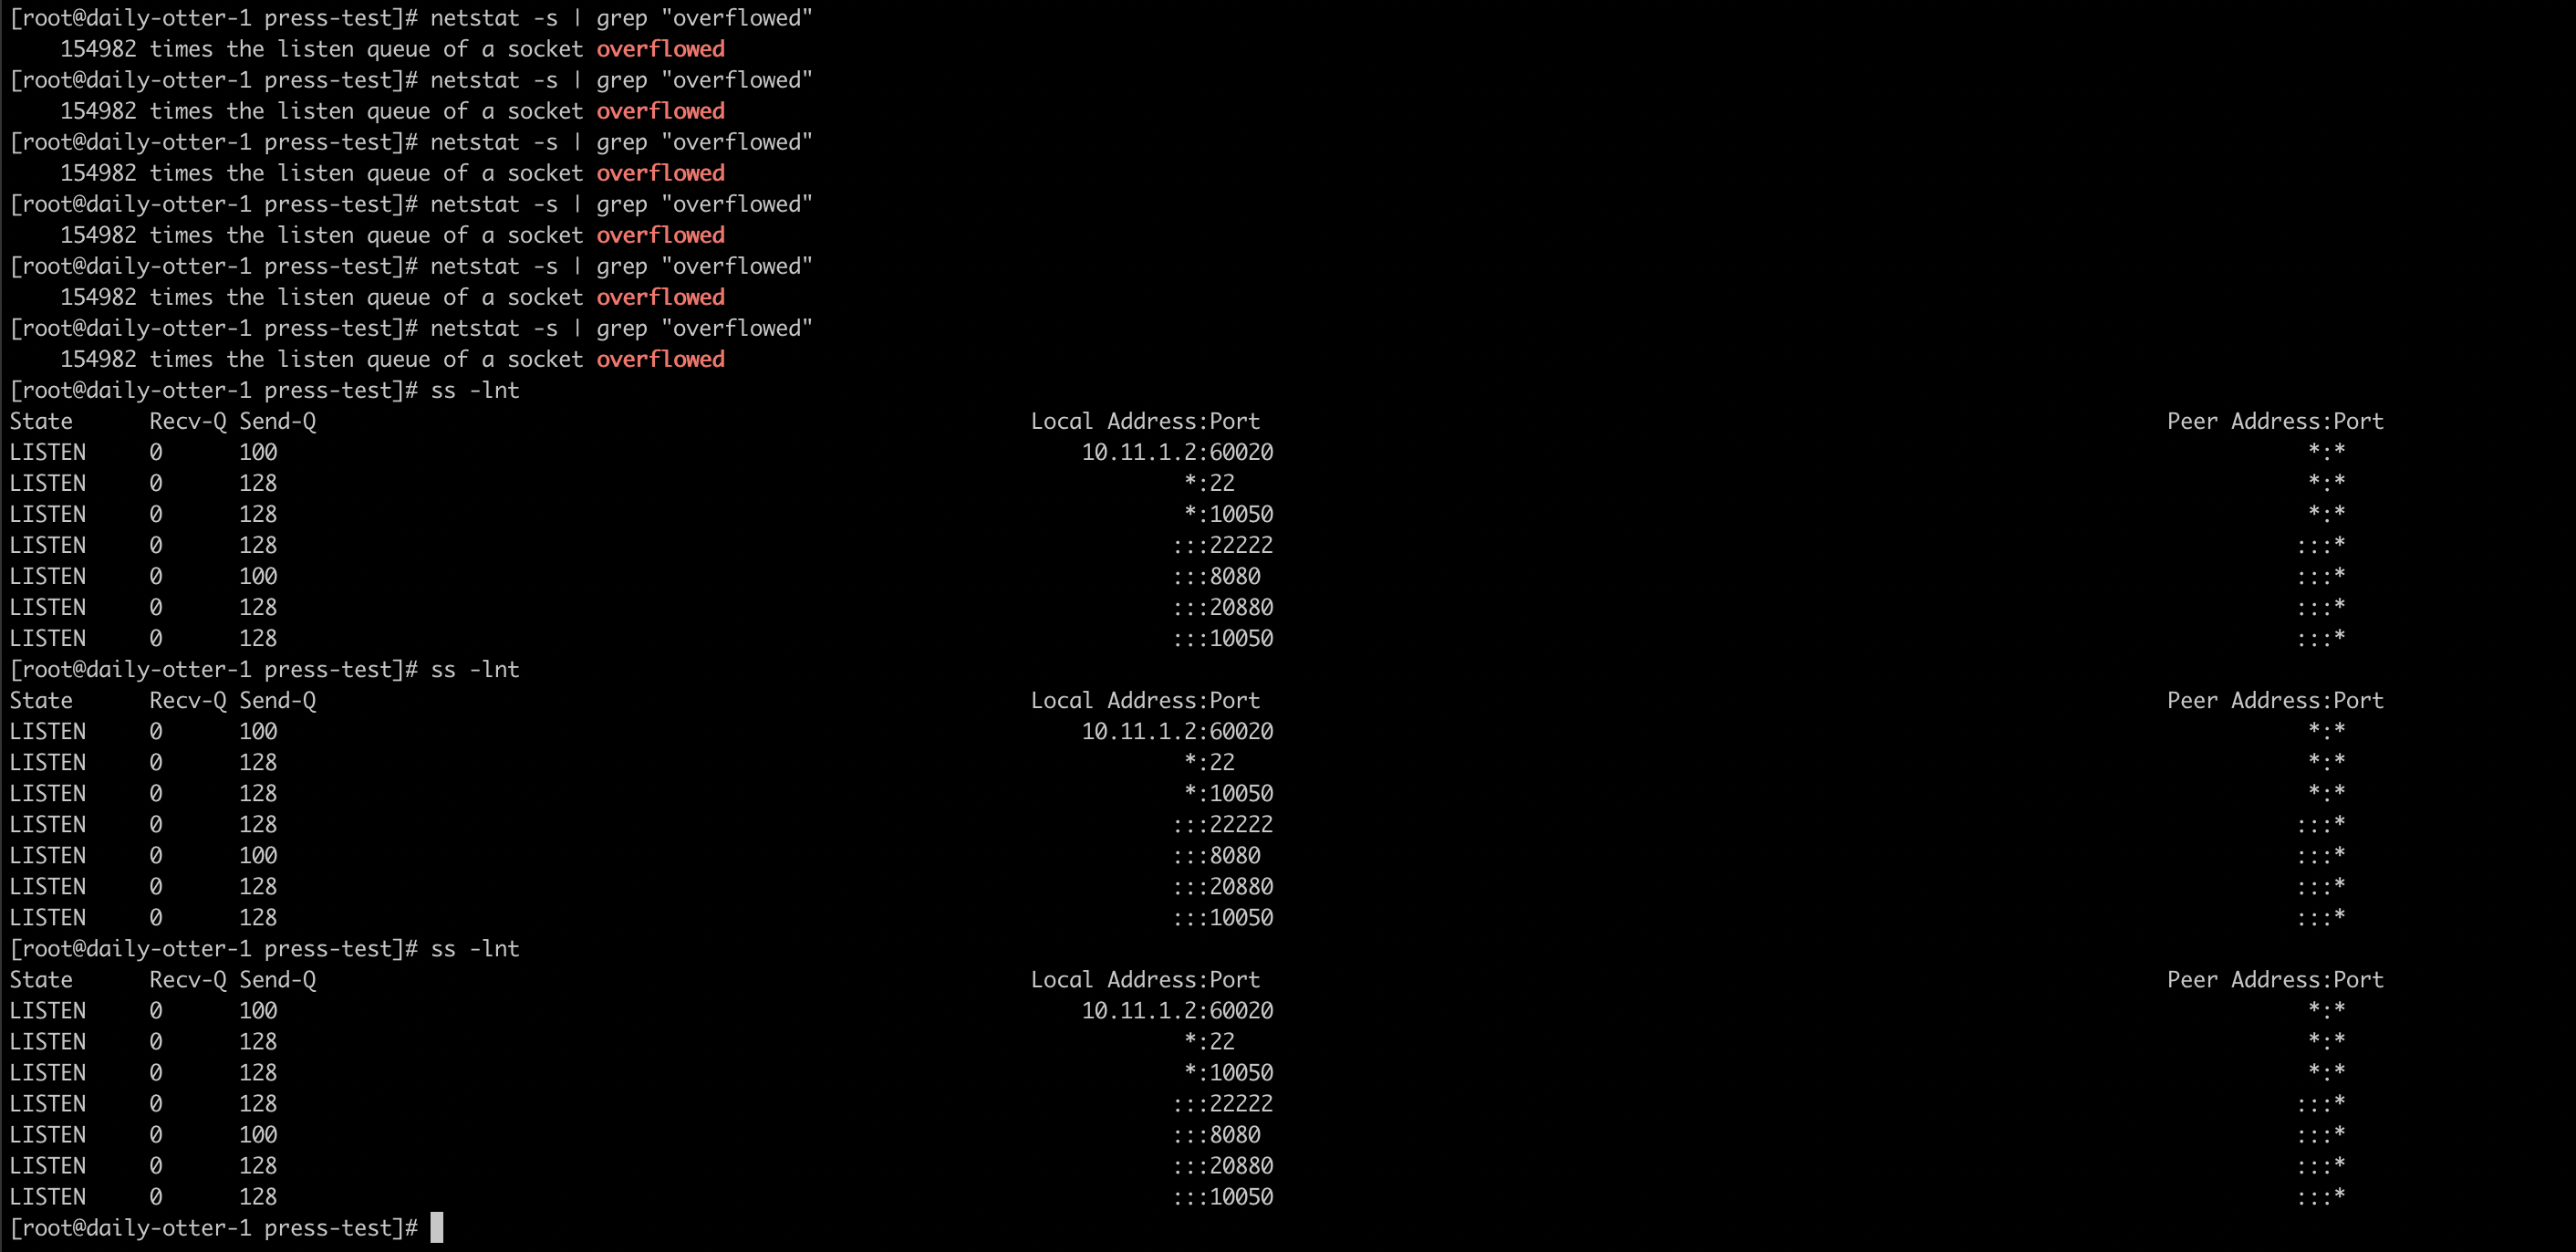 [root@daily-otter-1 press-test]# netstat -s | grep "overflowed"
    154982 times the listen queue of a socket overflowed
[root@daily-otter-1 press-test]# netstat -s | grep "overflowed"
    154982 times the listen queue of a socket overflowed
[root@daily-otter-1 press-test]# netstat -s | grep "overflowed"
    154982 times the listen queue of a socket overflowed
[root@daily-otter-1 press-test]# netstat -s | grep "overflowed"
    154982 times the listen queue of a socket overflowed
[root@daily-otter-1 press-test]# netstat -s | grep "overflowed"
    154982 times the listen queue of a socket overflowed
[root@daily-otter-1 press-test]# netstat -s | grep "overflowed"
    154982 times the listen queue of a socket overflowed
[root@daily-otter-1 press-test]# ss -lnt
State      Recv-Q Send-Q      Local Address:Port      Peer Address:Port
LISTEN     0      100      10.11.1.2:60020      *:*
LISTEN     0      128      *:22      *:*
LISTEN     0      128      *:10050      *:*
LISTEN     0      128      :::22222      :::*
LISTEN     0      100      :::8080      :::*
LISTEN     0      128      :::20880      :::*
LISTEN     0      128      :::10050      :::*
[root@daily-otter-1 press-test]# ss -lnt
State      Recv-Q Send-Q      Local Address:Port      Peer Address:Port
LISTEN     0      100      10.11.1.2:60020      *:*
LISTEN     0      128      *:22      *:*
LISTEN     0      128      *:10050      *:*
LISTEN     0      128      :::22222      :::*
LISTEN     0      100      :::8080      :::*
LISTEN     0      128      :::20880      :::*
LISTEN     0      128      :::10050      :::*
[root@daily-otter-1 press-test]# ss -lnt
State      Recv-Q Send-Q      Local Address:Port      Peer Address:Port
LISTEN     0      100      10.11.1.2:60020      *:*
LISTEN     0      128      *:22      *:*
LISTEN     0      128      *:10050      *:*
LISTEN     0      128      :::22222      :::*
LISTEN     0      100      :::8080      :::*
LISTEN     0      128      :::20880      :::*
LISTEN     0      128      :::10050      :::*
[root@daily-otter-1 press-test]#